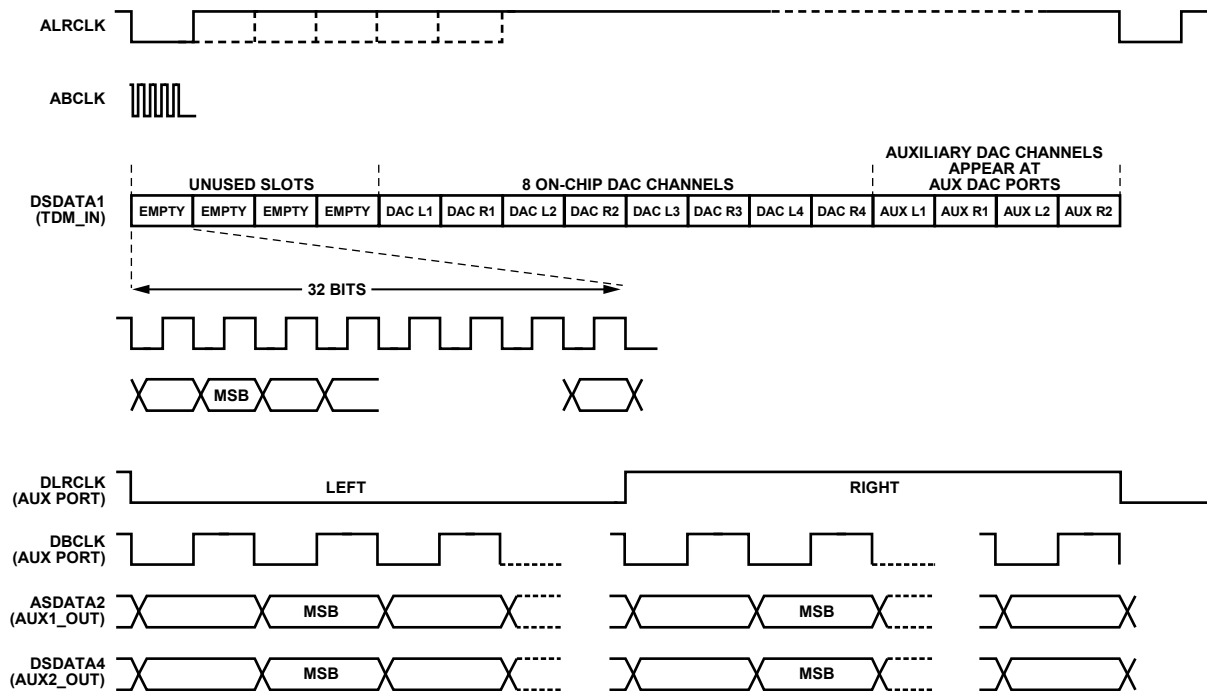 ALRCLK
ABCLK
AUXILIARY DAC CHANNELS
APPEAR AT
AUX DAC PORTS
UNUSED SLOTS
8 ON-CHIP DAC CHANNELS
DSDATA1
(TDM_IN)
EMPTY EMPTY EMPTY EMPTY DAC L1 DAC R1 DAC L2 DAC R2 DAC L3 DAC R3 DAC L4 DAC R4 AUX L1 AUX R1 AUX L2 AUX R2
32 BITS
MSB
DLRCLK
(AUX PORT)
LEFT
RIGHT
DBCLK
(AUX PORT)
ASDATA2
(AUX1_OUT)
MSB
MSB
DSDATA4
(AUX2_OUT)
MSB
MSB